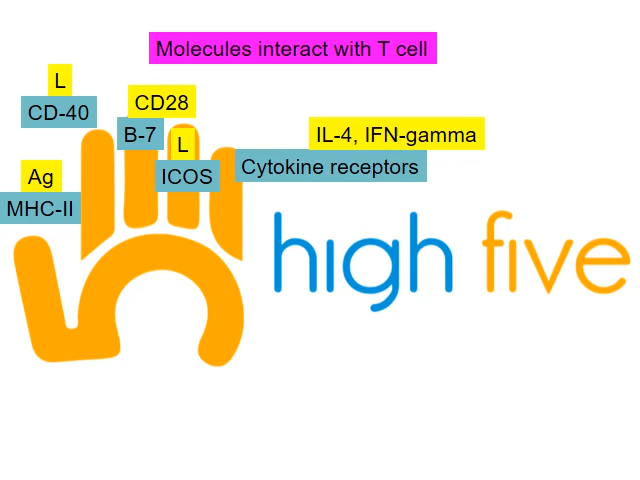 Molecules interact with T cell
L
CD-40
CD28
B-7
L
ICOS
IL-4, IFN-gamma
Cytokine receptors
Ag
MHC-II
high five